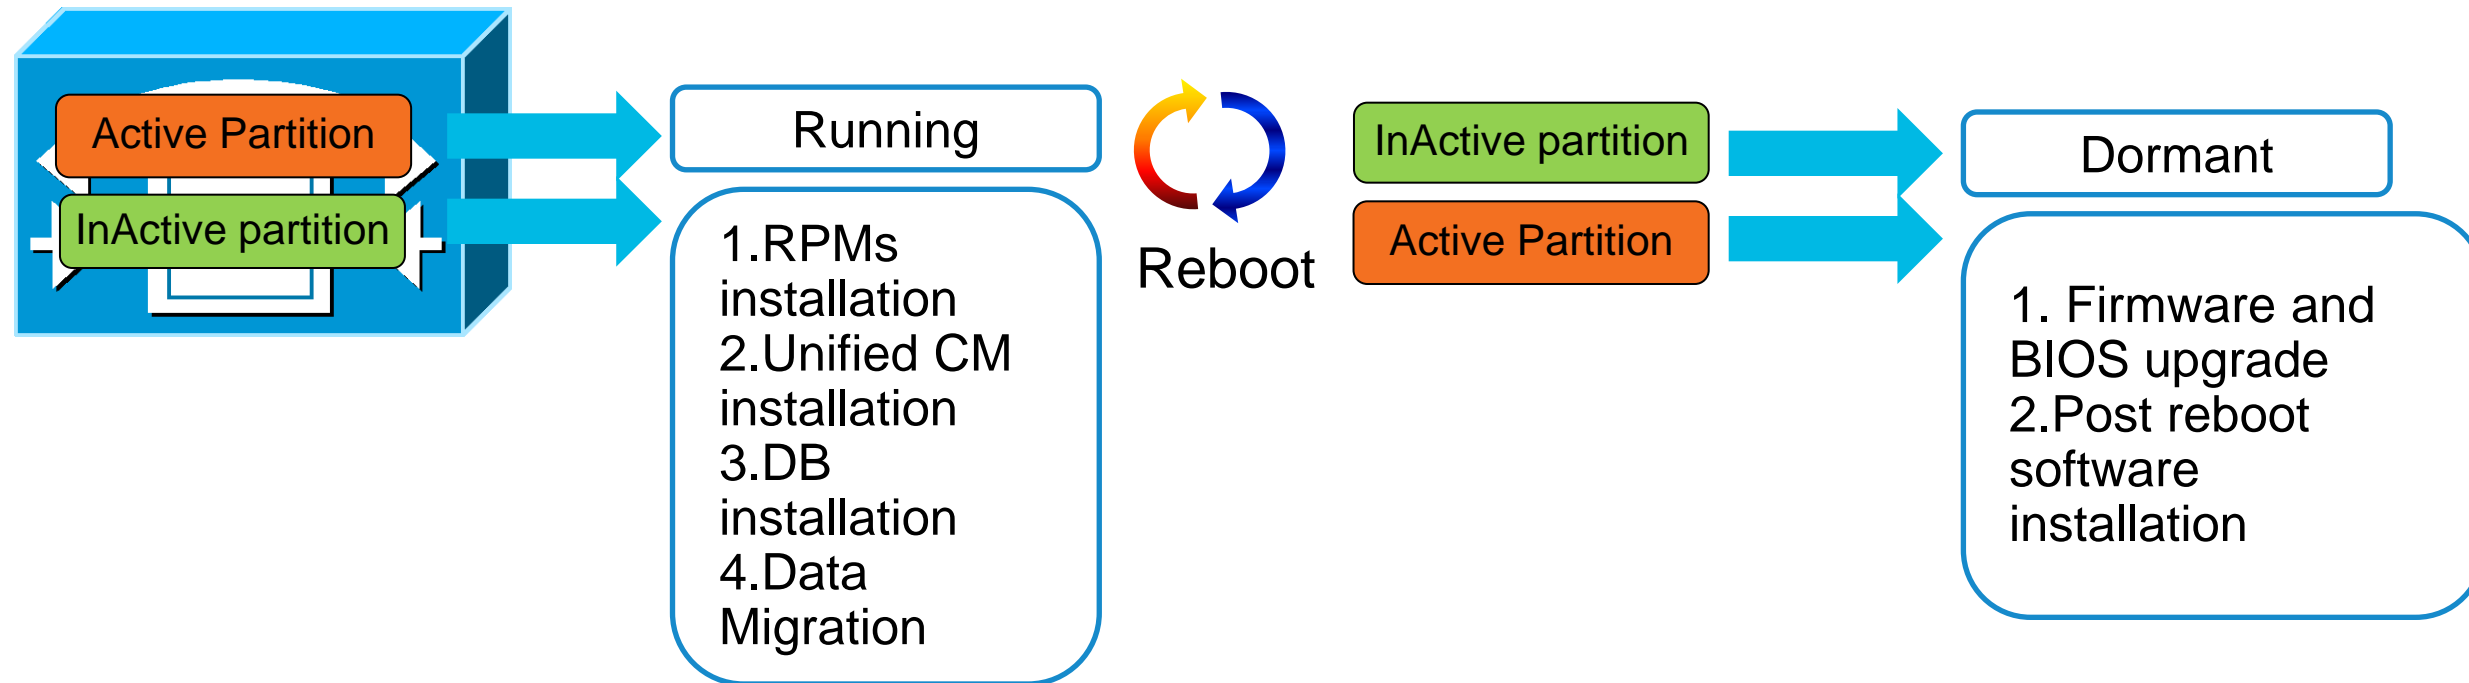 Active Partition
InActive partition
Running
1.RPMs
installation
2.Unified CM
installation
3.DB
installation
4.Data
Migration
Reboot
InActive partition
Active Partition
Dormant
1. Firmware and
BIOS upgrade
2.Post reboot
software
installation